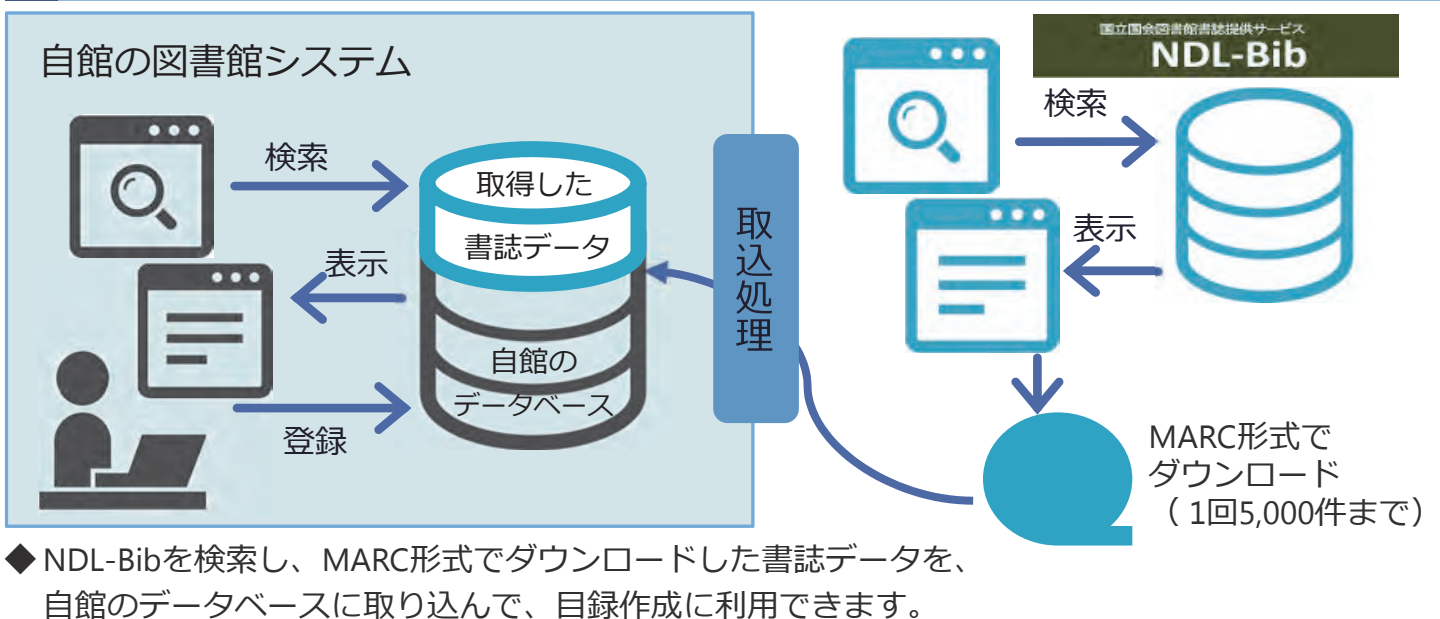 自館の図書館システム
検索
取得した
書誌データ
表示
自館の
データベース
登録
取込処理
国立国会図書館書誌提供サービス
NDL-Bib
検索
表示
MARC形式で
ダウンロード
（ 1回5,000件まで）
◆ NDL-Bibを検索し、MARC形式でダウンロードした書誌データを、
自館のデータベースに取り込んで、目録作成に利用できます。